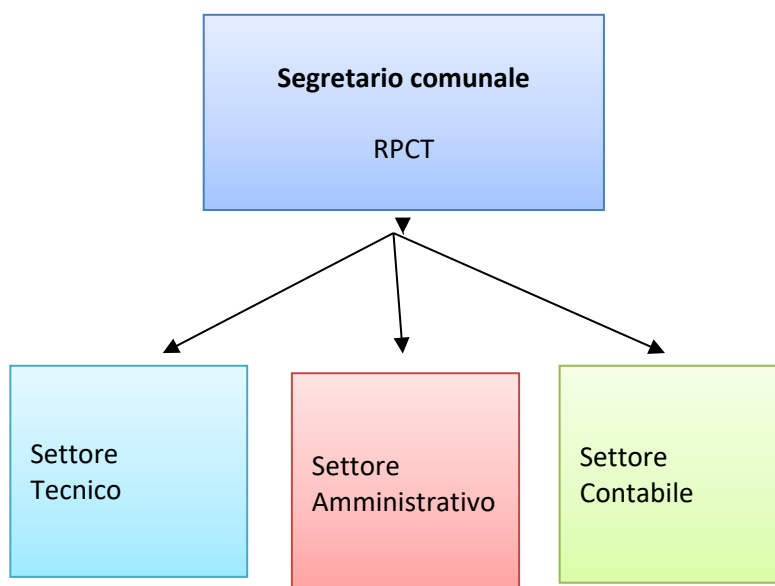 Segretario comunale
RPCT
Settore
Tecnico
Settore
Amministrativo
Settore
Contabile